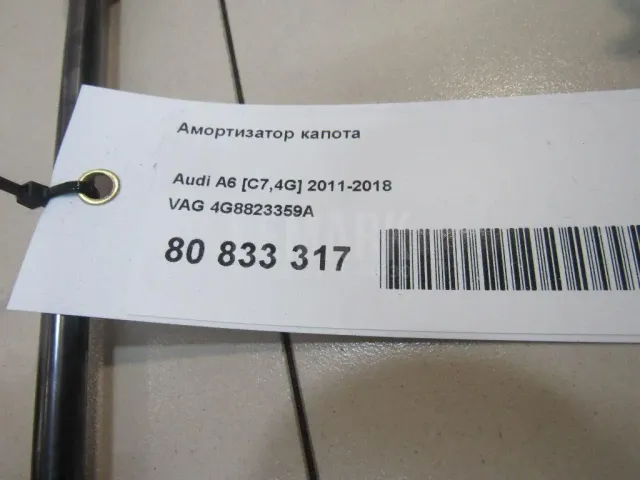 Амортизатор капота
Audi A6 [C7,4G] 2011-2018
VAG 4G8823359A
80 833 317